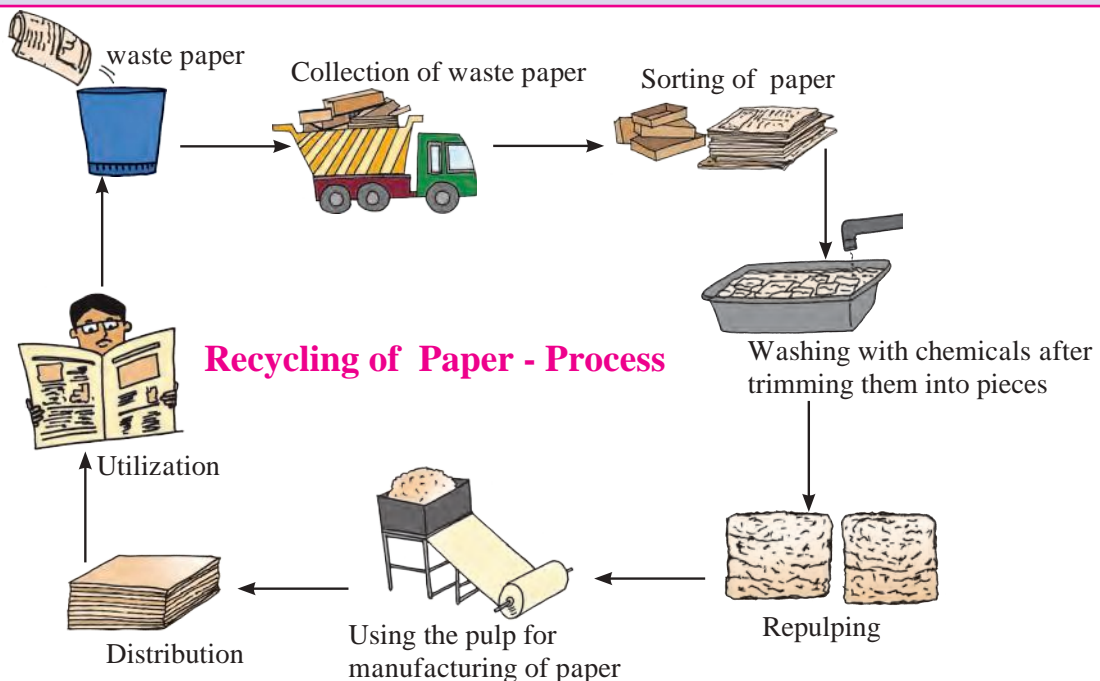 waste paper
Collection of waste paper
Sorting of paper
Washing with chemicals after
trimming them into pieces
Recycling of Paper - Process
Utilization
Repulping
Using the pulp for
manufacturing of paper
Distribution